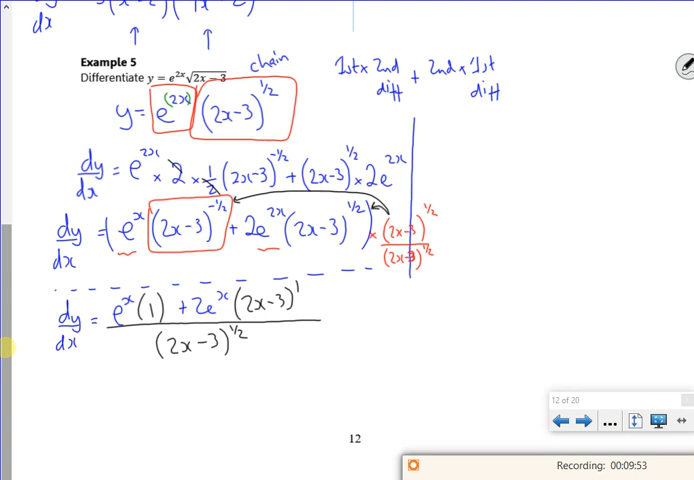 dx
Example 5
Differentiate y = e^{2x}√(2x − 3)
chain
1st × 2nd diff + 2nd × 1st diff
y = e^{(2x)} (2x-3)^{1/2}
dy/dx = e^{2x} × 2 × 1/2 (2x-3)^{-1/2} + (2x-3)^{1/2} × 2e^{2x}
dy/dx = (e^{x} (2x-3)^{-1/2} + 2e^{2x} (2x-3)^{1/2}) × (2x-3)^{1/2}/(2x-3)^{1/2}
dy/dx = e^{x}(1) + 2e^{x}(2x-3)^{1}/(2x-3)^{1/2}
12 of 20
...
12
Recording: 00:09:53